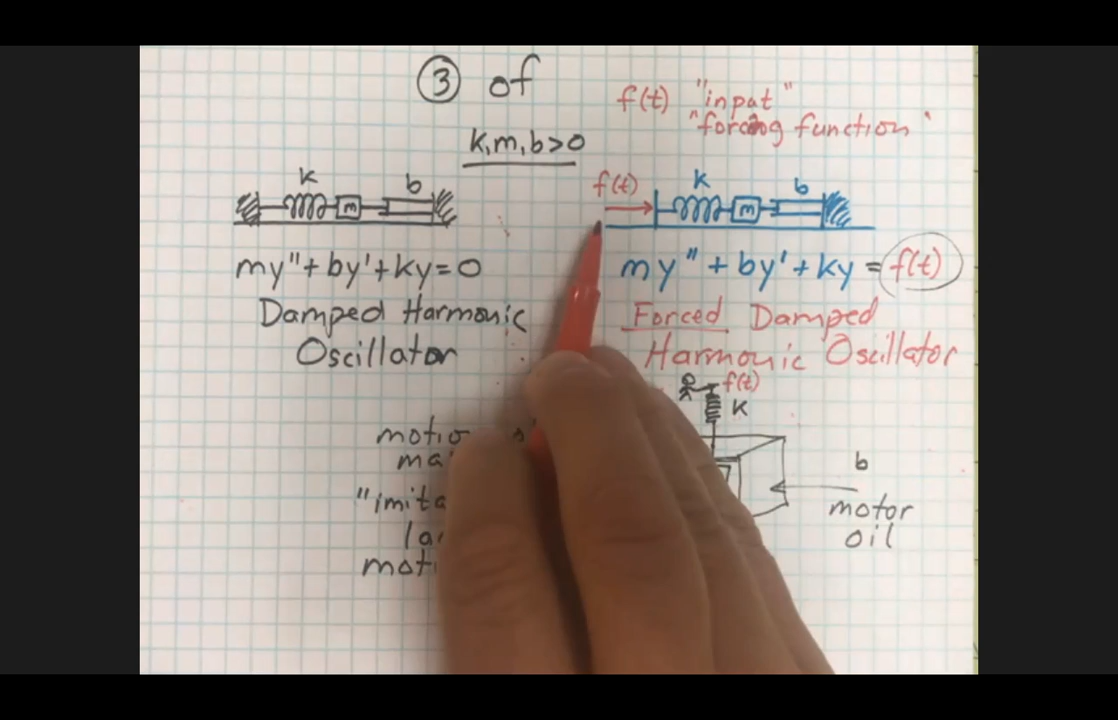 ③ of
f(t) "input"
"forcing function"
k, m, b > 0
k
m
b
f(t)
k
m
b
my" + by' + ky = 0
my" + by' + ky = f(t)
Damped Harmonic
Oscillator
Forced Damped
Harmonic Oscillator
f(t)
k
b
motor
oil
"imita